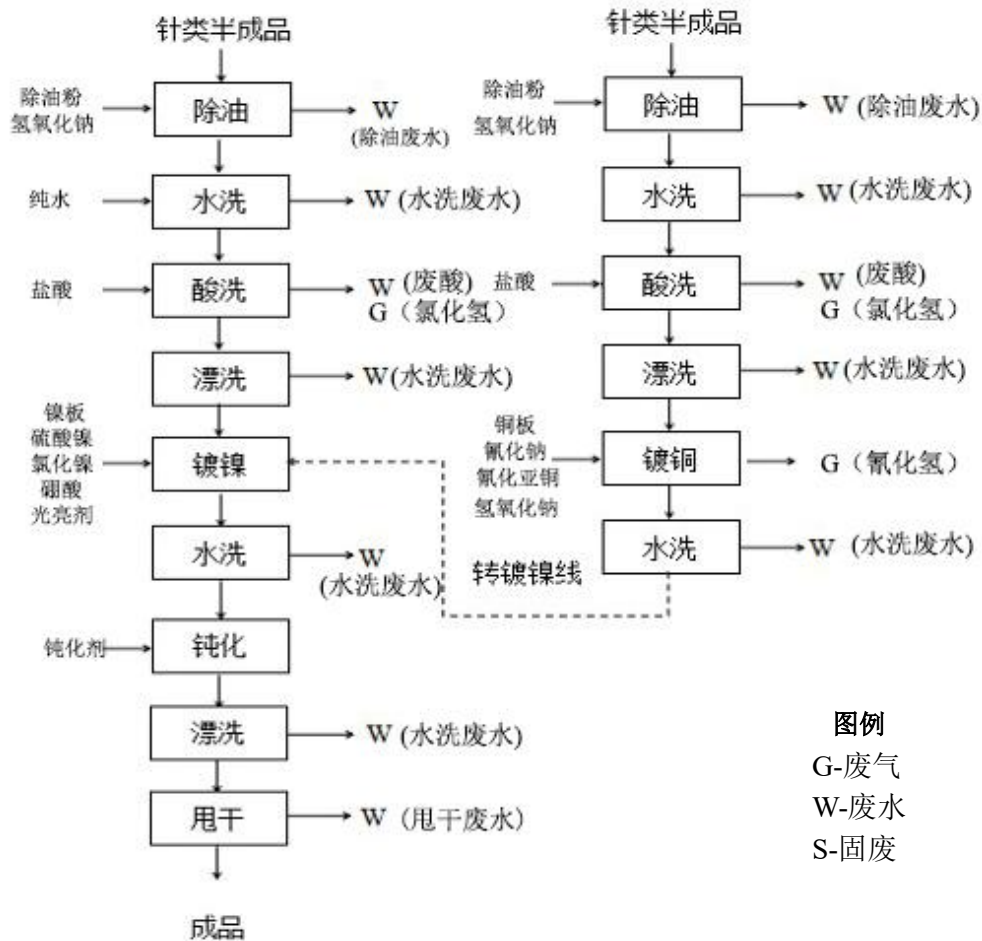 针类半成品
除油粉
氢氧化钠
除油
W
(除油废水)
纯水
水洗
W (水洗废水)
盐酸
酸洗
W (废酸)
G（氯化氢）
漂洗
W(水洗废水)
镍板
硫酸镍
氯化镍
硼酸
光亮剂
镀镍
水洗
W
(水洗废水)
钝化剂
钝化
漂洗
W (水洗废水)
甩干
W（甩干废水）
成品
针类半成品
除油粉
氢氧化钠
除油
W (除油废水)
水洗
W (水洗废水)
盐酸
酸洗
W (废酸)
G（氯化氢）
漂洗
W (水洗废水)
铜板
氰化钠
氰化亚铜
氢氧化钠
镀铜
G（氰化氢）
水洗
W (水洗废水)
转镀镍线
图例
G-废气
W-废水
S-固废